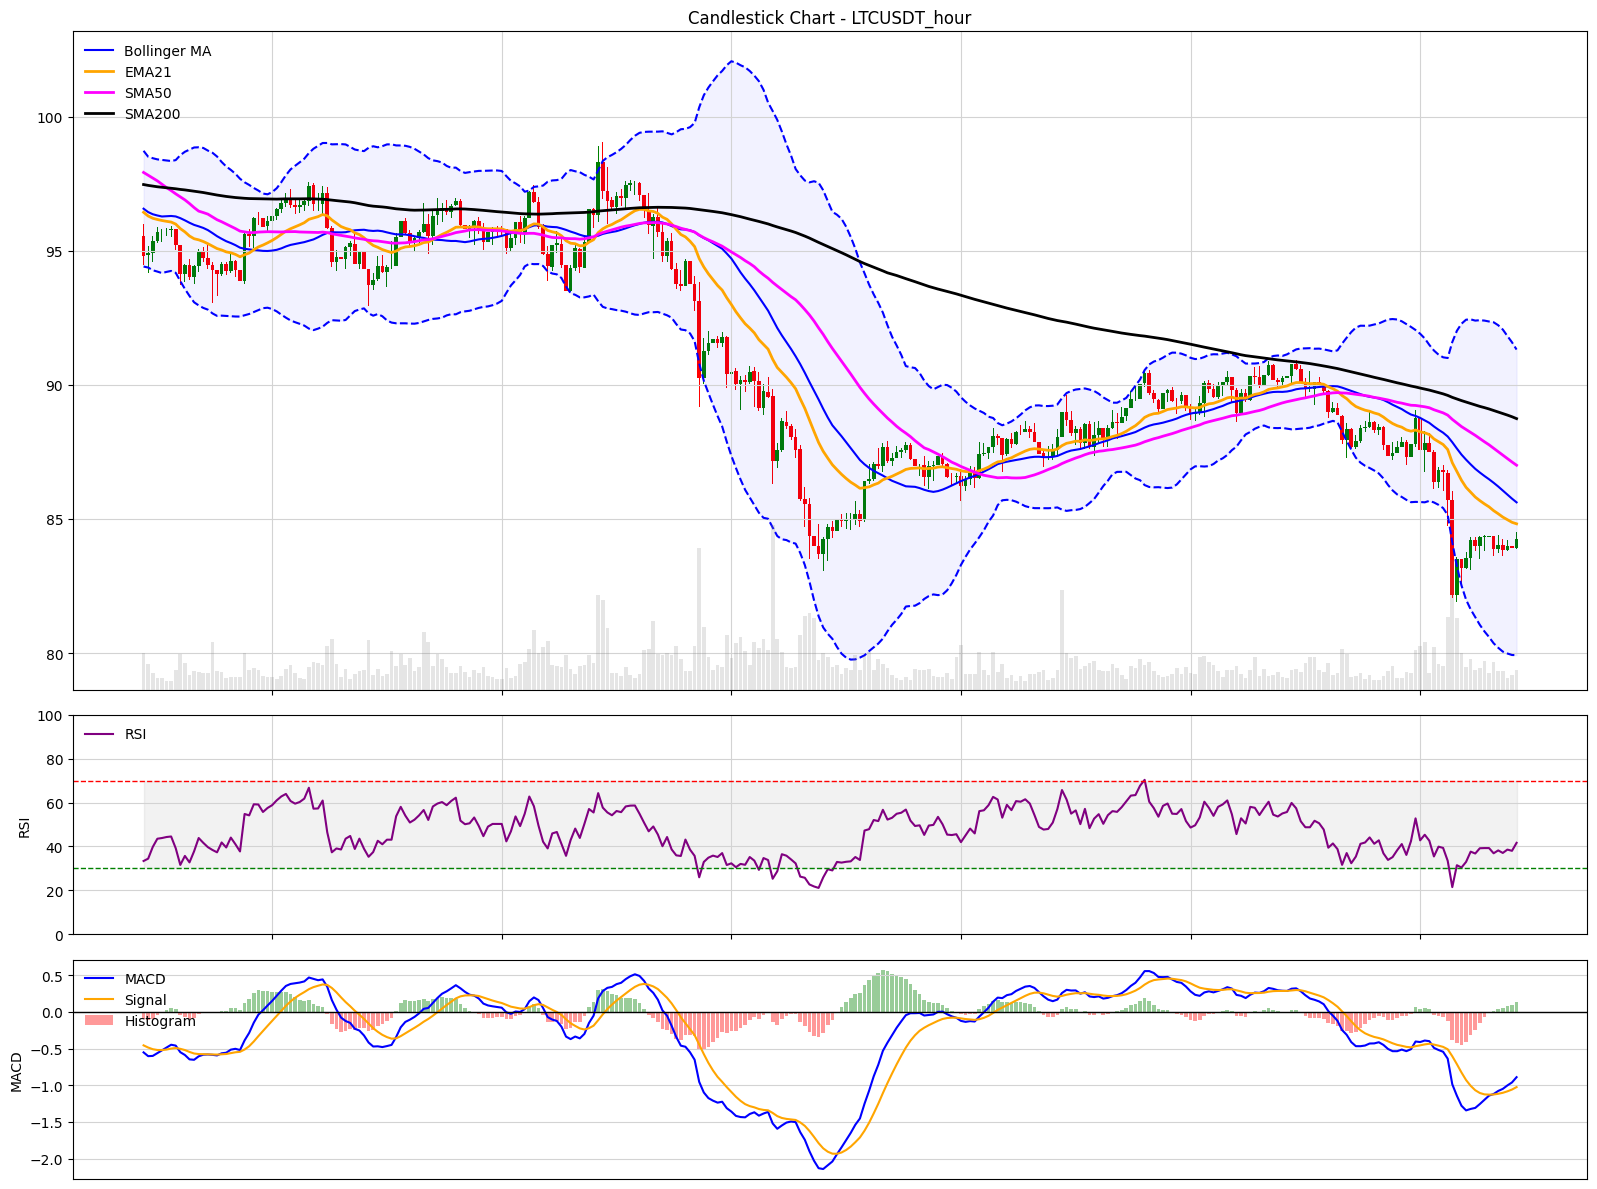 Candlestick Chart - LTCUSDT_hour
Bollinger MA
EMA21
SMA50
SMA200
100
95
90
85
80
RSI
100
80
60
40
20
0
RSI
MACD
Signal
Histogram
0.5
0.0
−0.5
−1.0
−1.5
−2.0
MACD